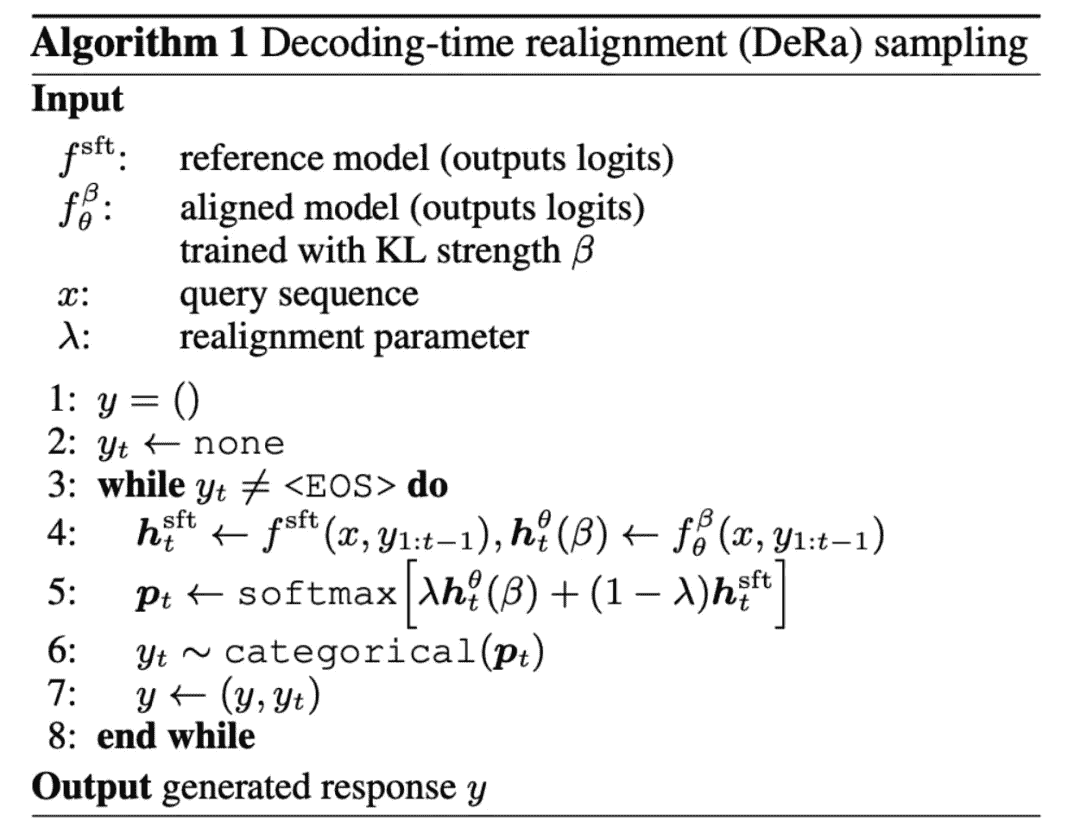 Algorithm 1 Decoding-time realignment (DeRa) sampling
Input
f^sft: reference model (outputs logits)
f_θ^β: aligned model (outputs logits)
trained with KL strength β
x: query sequence
λ: realignment parameter
1: y = ()
2: y_t ← none
3: while y_t ≠ <EOS> do
4: h_t^sft ← f^sft(x, y_{1:t−1}), h_t^θ(β) ← f_θ^β(x, y_{1:t−1})
5: p_t ← softmax[λh_t^θ(β) + (1 − λ)h_t^sft]
6: y_t ∼ categorical(p_t)
7: y ← (y, y_t)
8: end while
Output generated response y